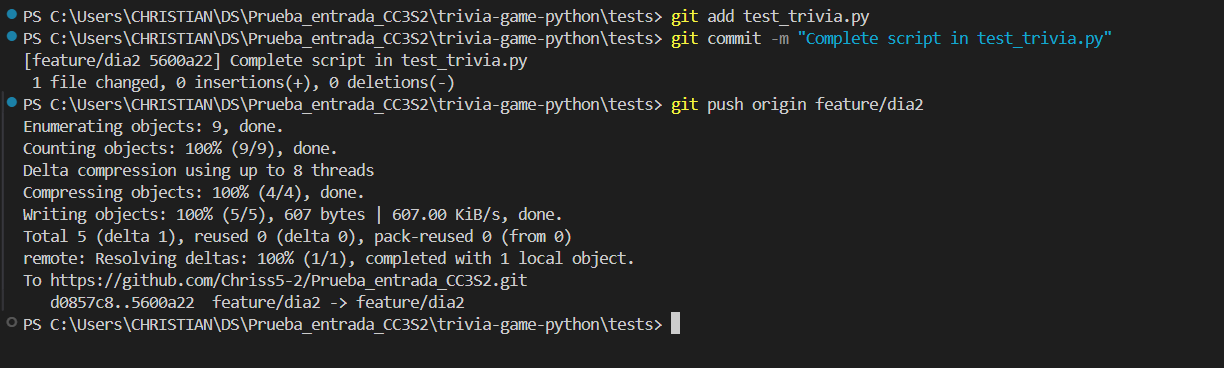 PS C:\Users\CHRISTIAN\DS\Prueba_entrada_CC3S2\trivia-game-python\tests> git add test_trivia.py
PS C:\Users\CHRISTIAN\DS\Prueba_entrada_CC3S2\trivia-game-python\tests> git commit -m "Complete script in test_trivia.py"
[feature/dia2 5600a22] Complete script in test_trivia.py
1 file changed, 0 insertions(+), 0 deletions(-)
PS C:\Users\CHRISTIAN\DS\Prueba_entrada_CC3S2\trivia-game-python\tests> git push origin feature/dia2
Enumerating objects: 9, done.
Counting objects: 100% (9/9), done.
Delta compression using up to 8 threads
Compressing objects: 100% (4/4), done.
Writing objects: 100% (5/5), 607 bytes | 607.00 KiB/s, done.
Total 5 (delta 1), reused 0 (delta 0), pack-reused 0 (from 0)
remote: Resolving deltas: 100% (1/1), completed with 1 local object.
To https://github.com/Chriss5-2/Prueba_entrada_CC3S2.git
d0857c8..5600a22  feature/dia2 -> feature/dia2
PS C:\Users\CHRISTIAN\DS\Prueba_entrada_CC3S2\trivia-game-python\tests>